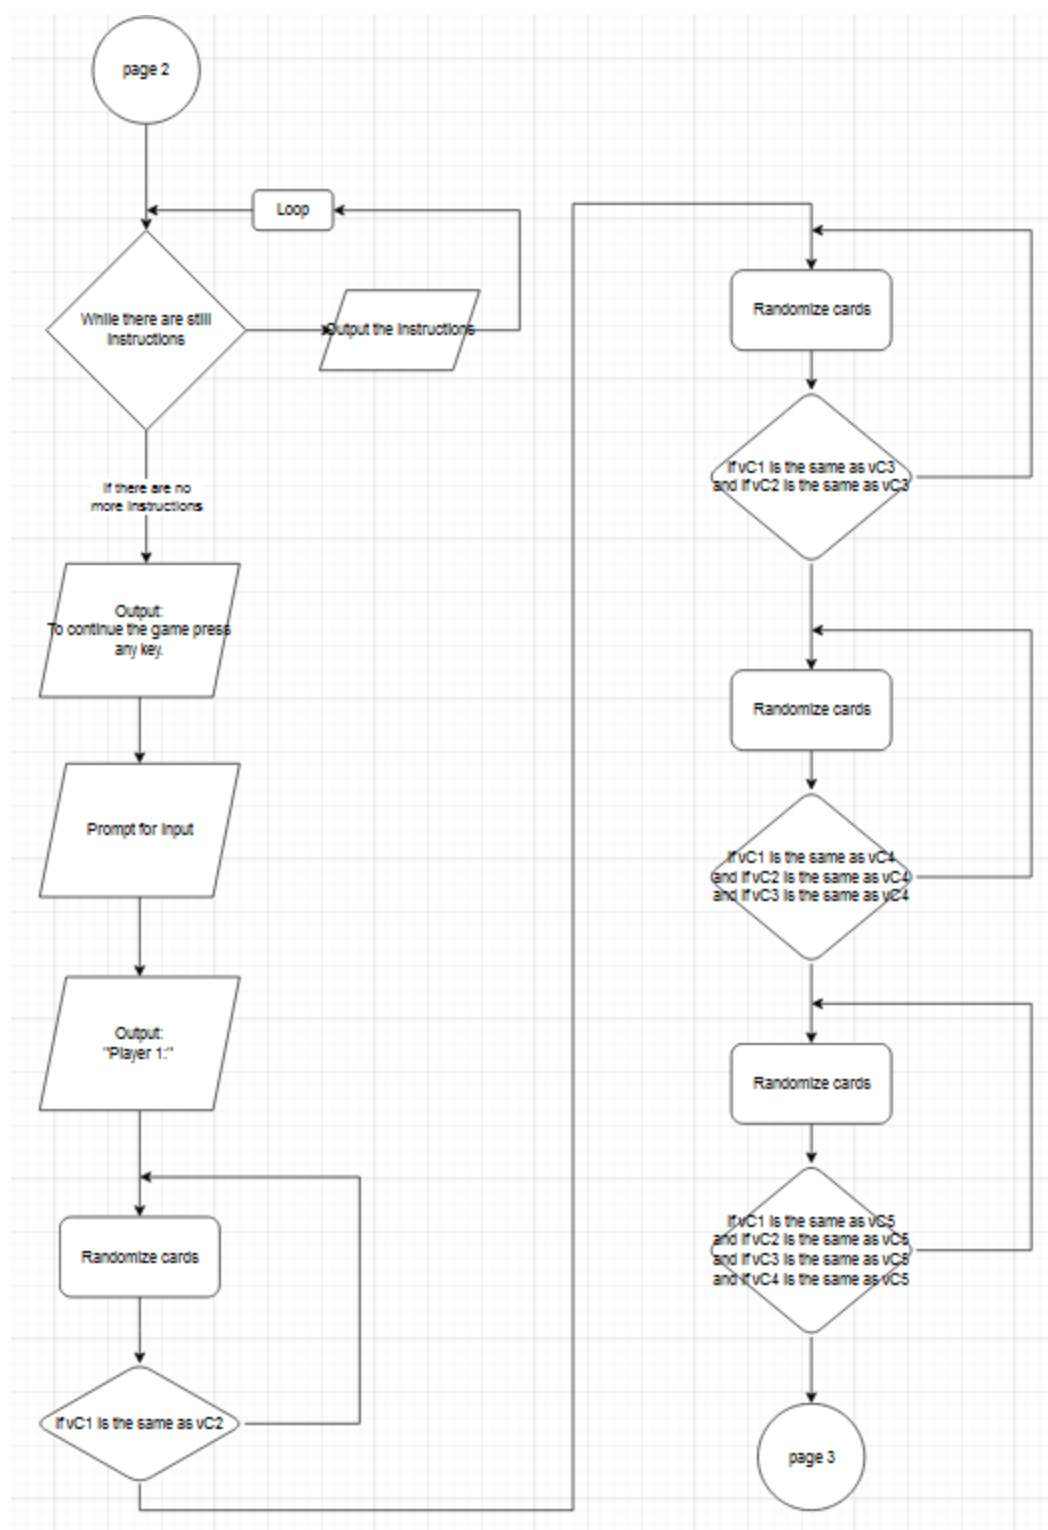 page 2
Loop
While there are still
instructions
Output the instructions
If there are no
more instructions
Output:
To continue the game press
any key.
Prompt for input
Output:
"Player 1:"
Randomize cards
If vC1 is the same as vC2
Randomize cards
If vC1 is the same as vC3
and if vC2 is the same as vC3
Randomize cards
If vC1 is the same as vC4
and if vC2 is the same as vC4
and if vC3 is the same as vC4
Randomize cards
If vC1 is the same as vC5
and if vC2 is the same as vC5
and if vC3 is the same as vC5
and if vC4 is the same as vC5
page 3